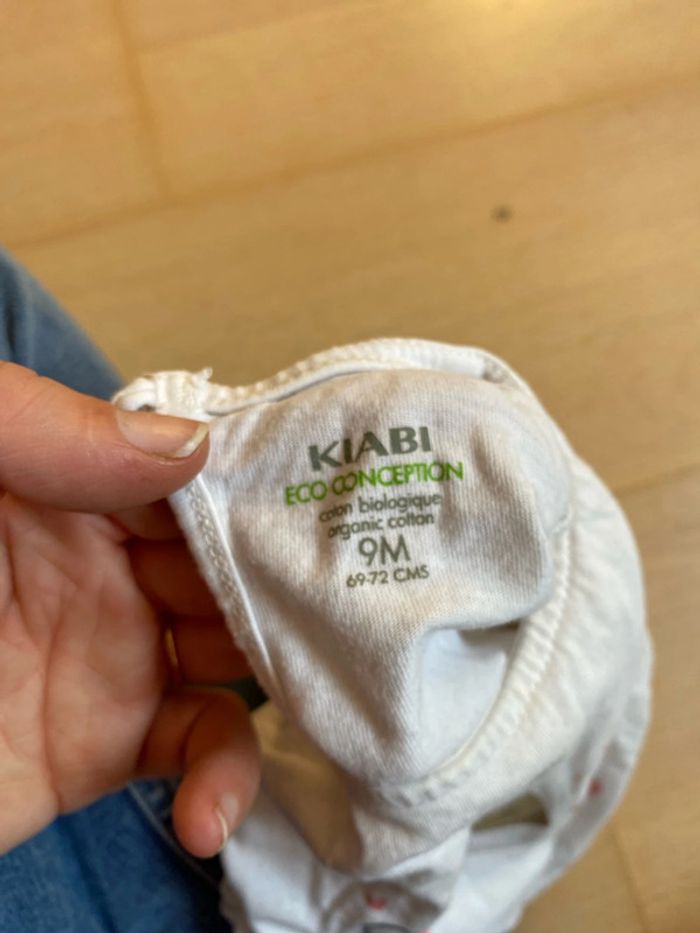 KIABI
ECO CONCEPTION
coton biologique
organic cotton
9M
69-72 CMS